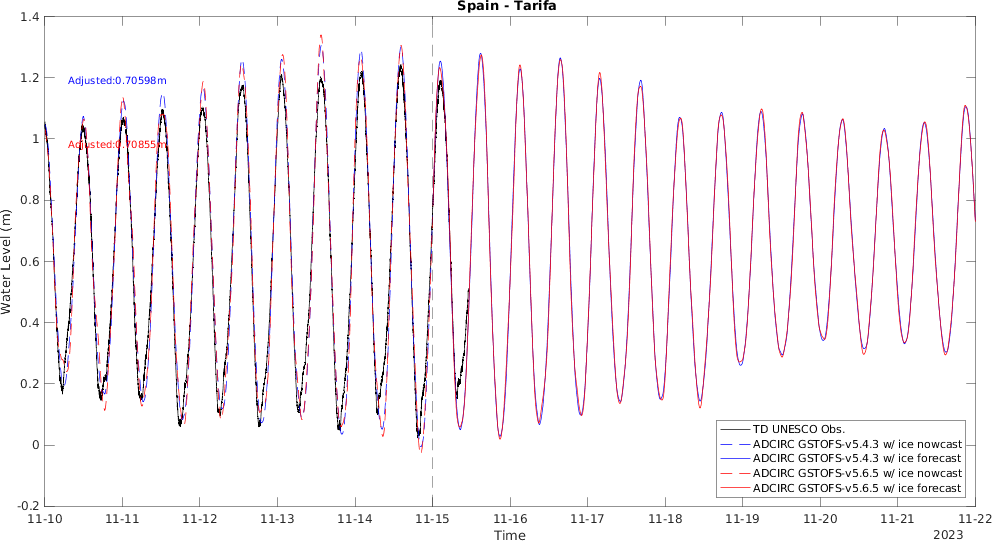 Spain - Tarifa
1.4
1.2
1
0.8
0.6
0.4
0.2
0
-0.2
Water Level (m)
Adjusted:0.70598m
Adjusted:0.70855m
TD UNESCO Obs.
ADCIRC GSTOFS-v5.4.3 w/ ice nowcast
ADCIRC GSTOFS-v5.4.3 w/ ice forecast
ADCIRC GSTOFS-v5.6.5 w/ ice nowcast
ADCIRC GSTOFS-v5.6.5 w/ ice forecast
11-10 11-11 11-12 11-13 11-14 11-15 11-16 11-17 11-18 11-19 11-20 11-21 11-22
Time
2023